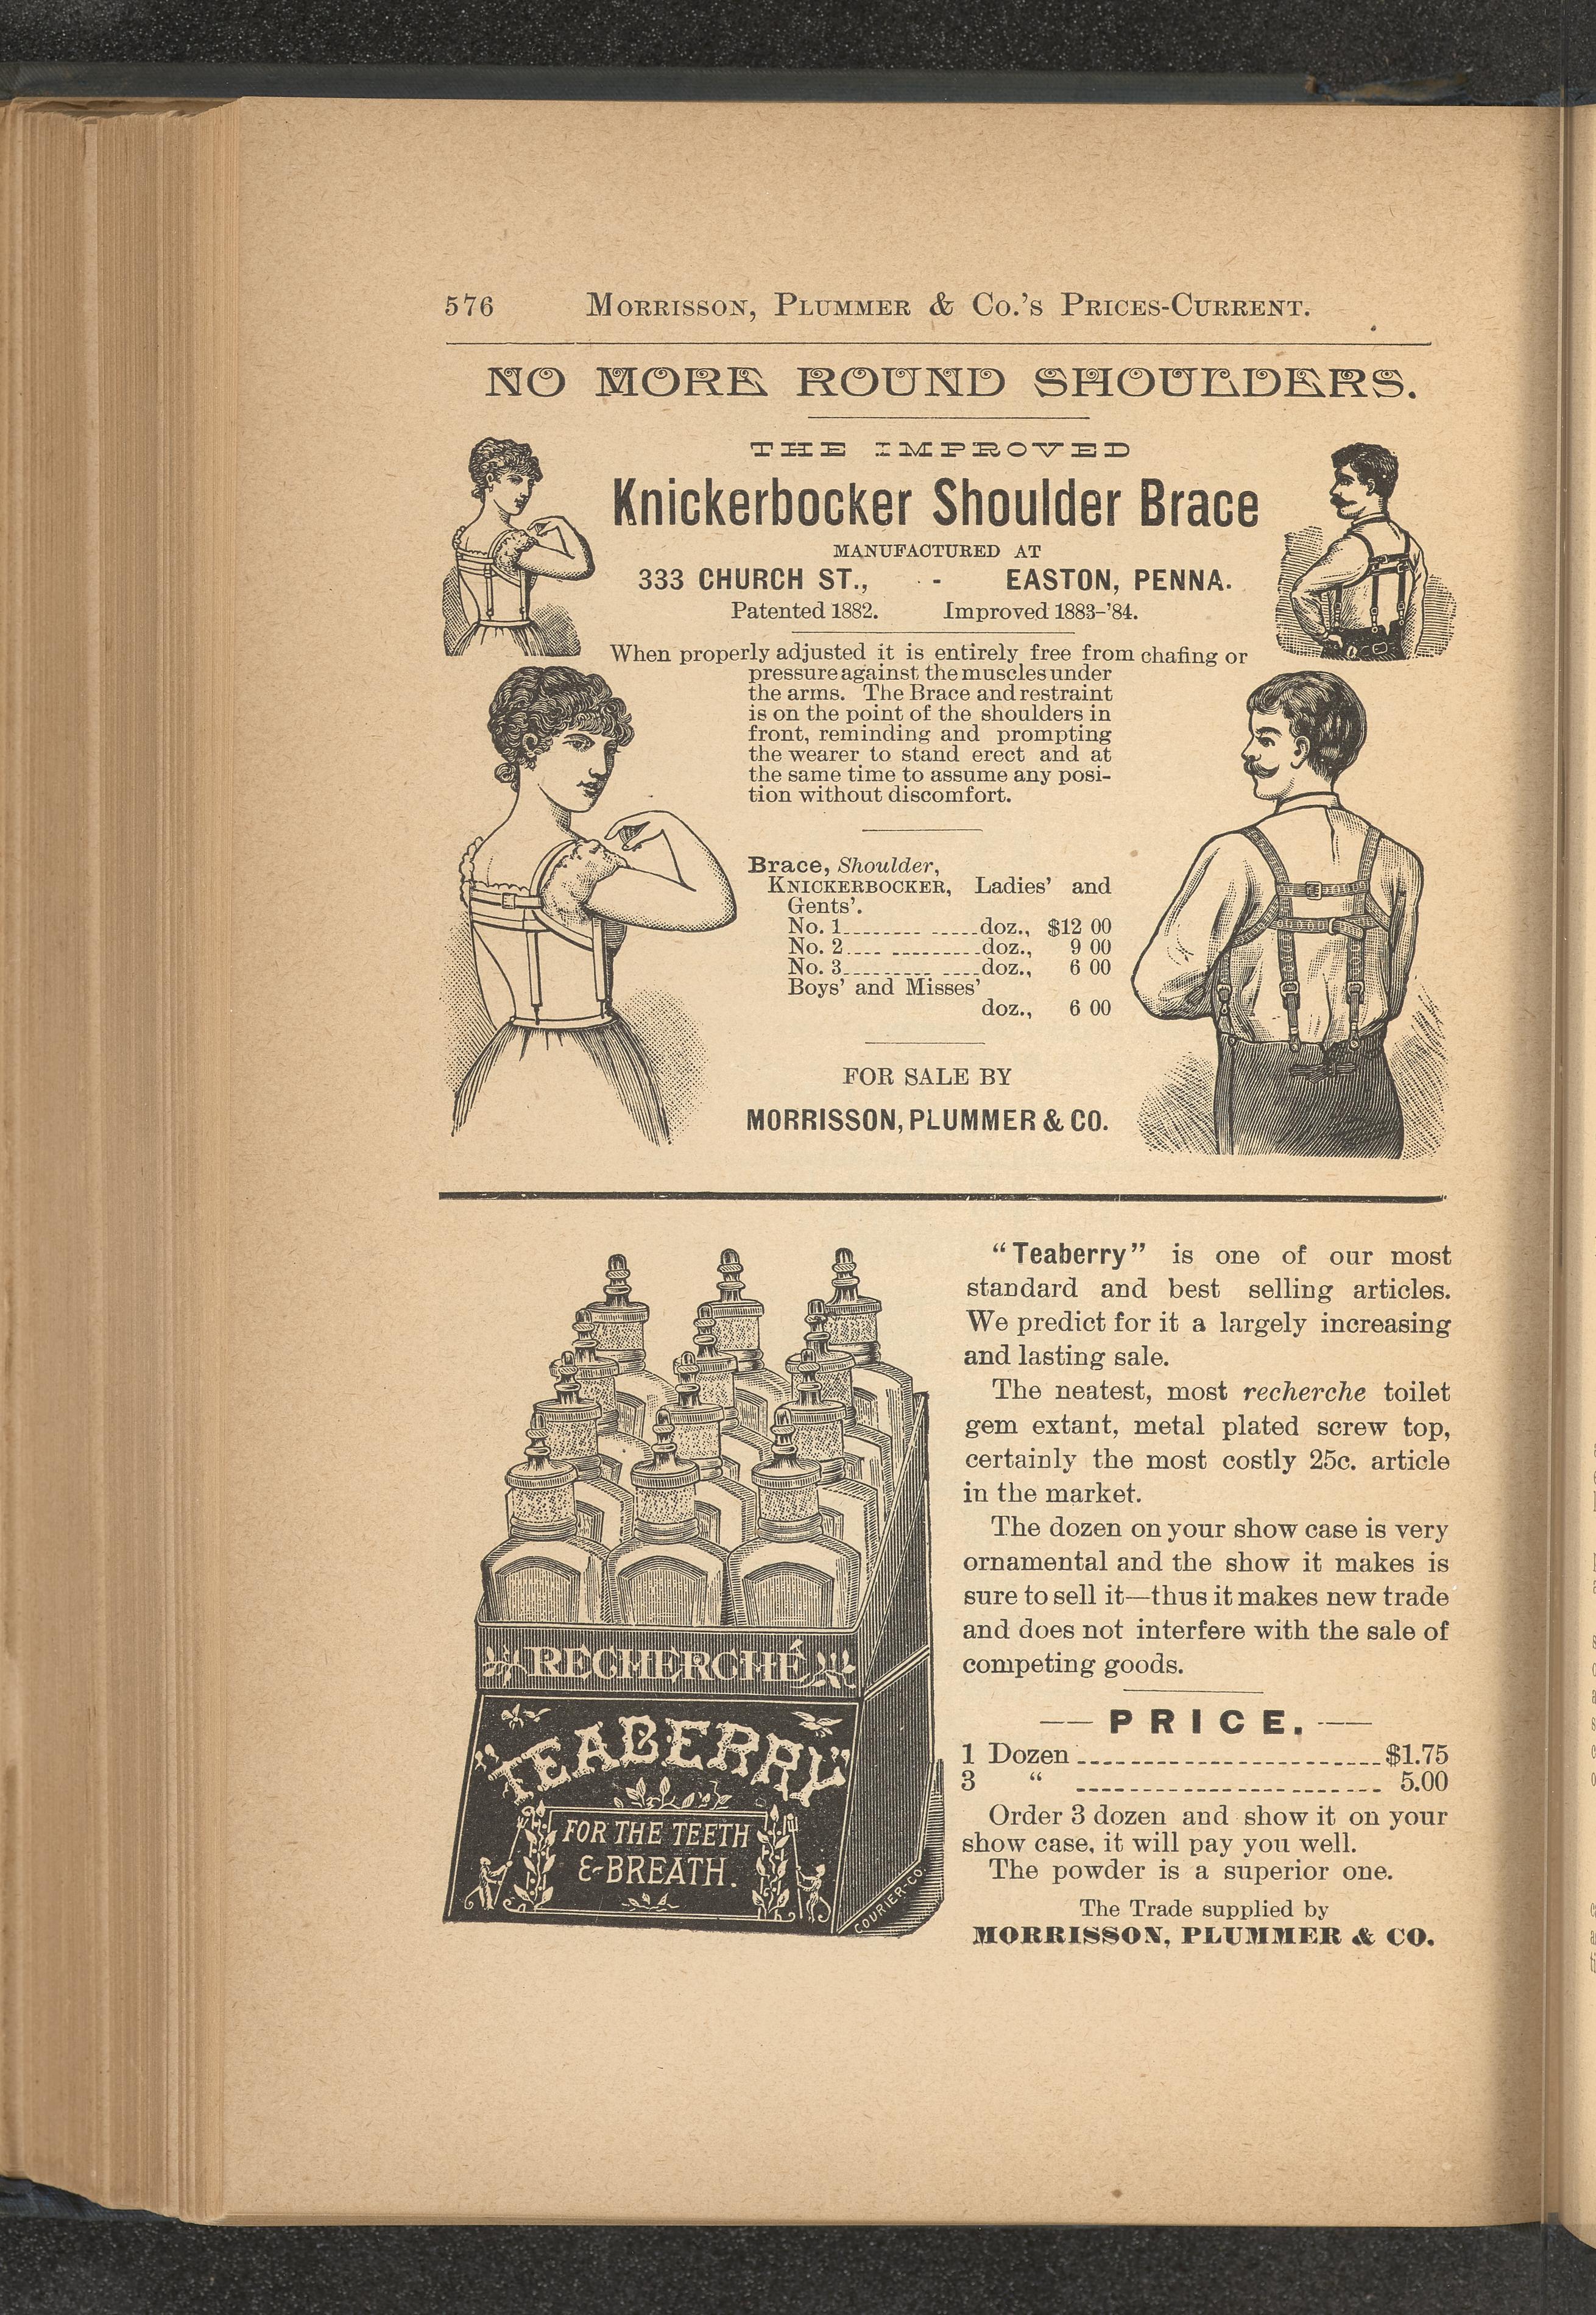 576 MORRISSON, PLUMMER & CO.'S PRICES-CURRENT.
NO MORE ROUND SHOULDERS.
THE IMPROVED
Knickerbocker Shoulder Brace
MANUFACTURED AT
333 CHURCH ST., - EASTON, PENNA.
Patented 1882. Improved 1883-'84.
When properly adjusted it is entirely free from chafing or
pressure against the muscles under
the arms. The Brace and restraint
is on the point of the shoulders in
front, reminding and prompting
the wearer to stand erect and at
the same time to assume any posi-
tion without discomfort.
Brace, Shoulder,
KNICKERBOCKER, Ladies' and
Gents'.
No. 1-------- -----doz., $12 00
No. 2---- ---------doz., 9 00
No. 3--------- ----doz., 6 00
Boys' and Misses'
doz., 6 00
FOR SALE BY
MORRISSON, PLUMMER & CO.
RECHERCHÉ
"TEABERRY"
FOR THE TEETH
& BREATH.
COURIER-CO.
"Teaberry" is one of our most
standard and best selling articles.
We predict for it a largely increasing
and lasting sale.
The neatest, most recherche toilet
gem extant, metal plated screw top,
certainly the most costly 25c. article
in the market.
The dozen on your show case is very
ornamental and the show it makes is
sure to sell it—thus it makes new trade
and does not interfere with the sale of
competing goods.
— PRICE. —
1 Dozen-----------------------$1.75
3 " ----------------------- 5.00
Order 3 dozen and show it on your
show case, it will pay you well.
The powder is a superior one.
The Trade supplied by
MORRISSON, PLUMMER & CO.